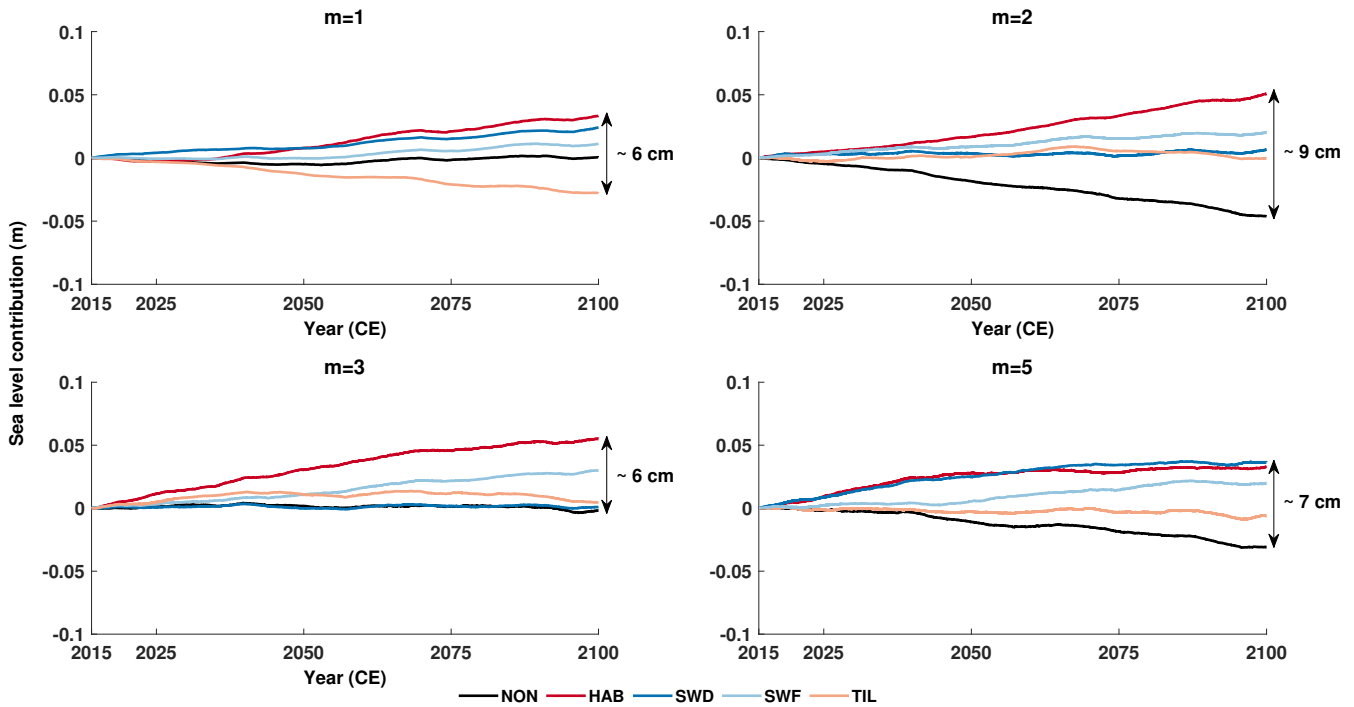 m=1
0.1
0.05
0
-0.05
-0.1
2015 2025 2050 2075 2100
Year (CE)
~ 6 cm
m=2
0.1
0.05
0
-0.05
-0.1
2015 2025 2050 2075 2100
Year (CE)
~ 9 cm
Sea level contribution (m)
m=3
0.1
0.05
0
-0.05
-0.1
2015 2025 2050 2075 2100
Year (CE)
~ 6 cm
m=5
0.1
0.05
0
-0.05
-0.1
2015 2025 2050 2075 2100
~ 7 cm
NON HAB SWD SWF TIL